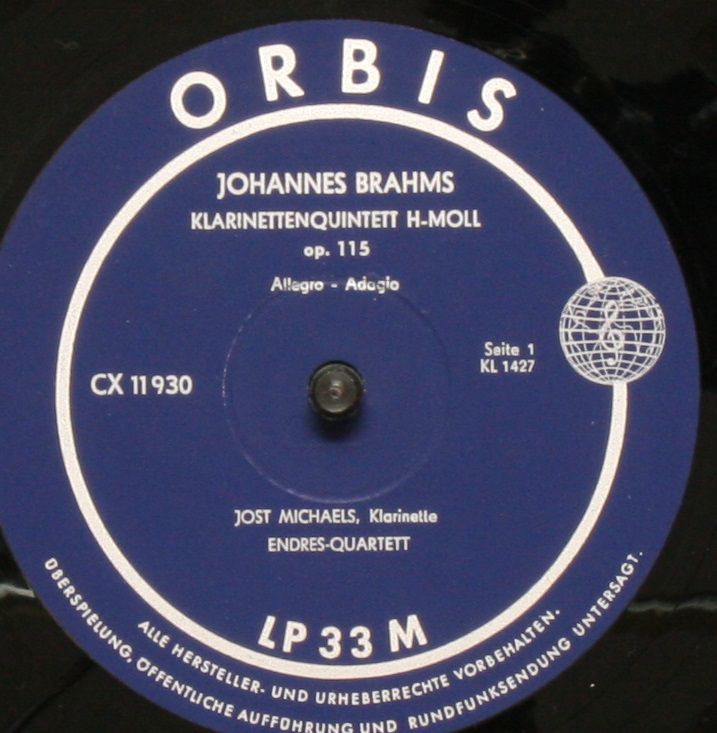 ORBIS
JOHANNES BRAHMS
KLARINETTENQUINTETT H-MOLL
op. 115
Allegro - Adagio
Seite 1
KL 1427
CX 11930
JOST MICHAELS, Klarinette
ENDRES-QUARTETT
LP 33 M
ALLE HERSTELLER- UND URHEBERRECHTE VORBEHALTEN.
ÜBERSPIELUNG, ÖFFENTLICHE AUFFÜHRUNG UND RUNDFUNKSENDUNG UNTERSAGT.